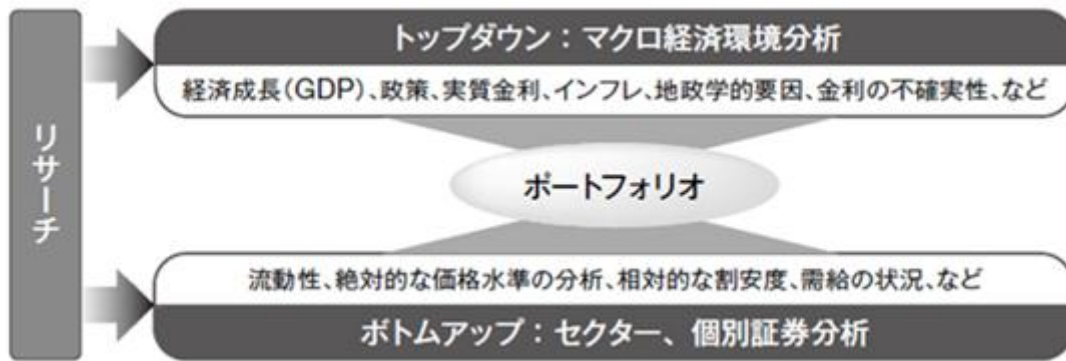 リサーチ
トップダウン：マクロ経済環境分析
経済成長（GDP）、政策、実質金利、インフレ、地政学的要因、金利の不確実性、など
ポートフォリオ
流動性、絶対的な価格水準の分析、相対的な割安度、需給の状況、など
ボトムアップ：セクター、個別証券分析